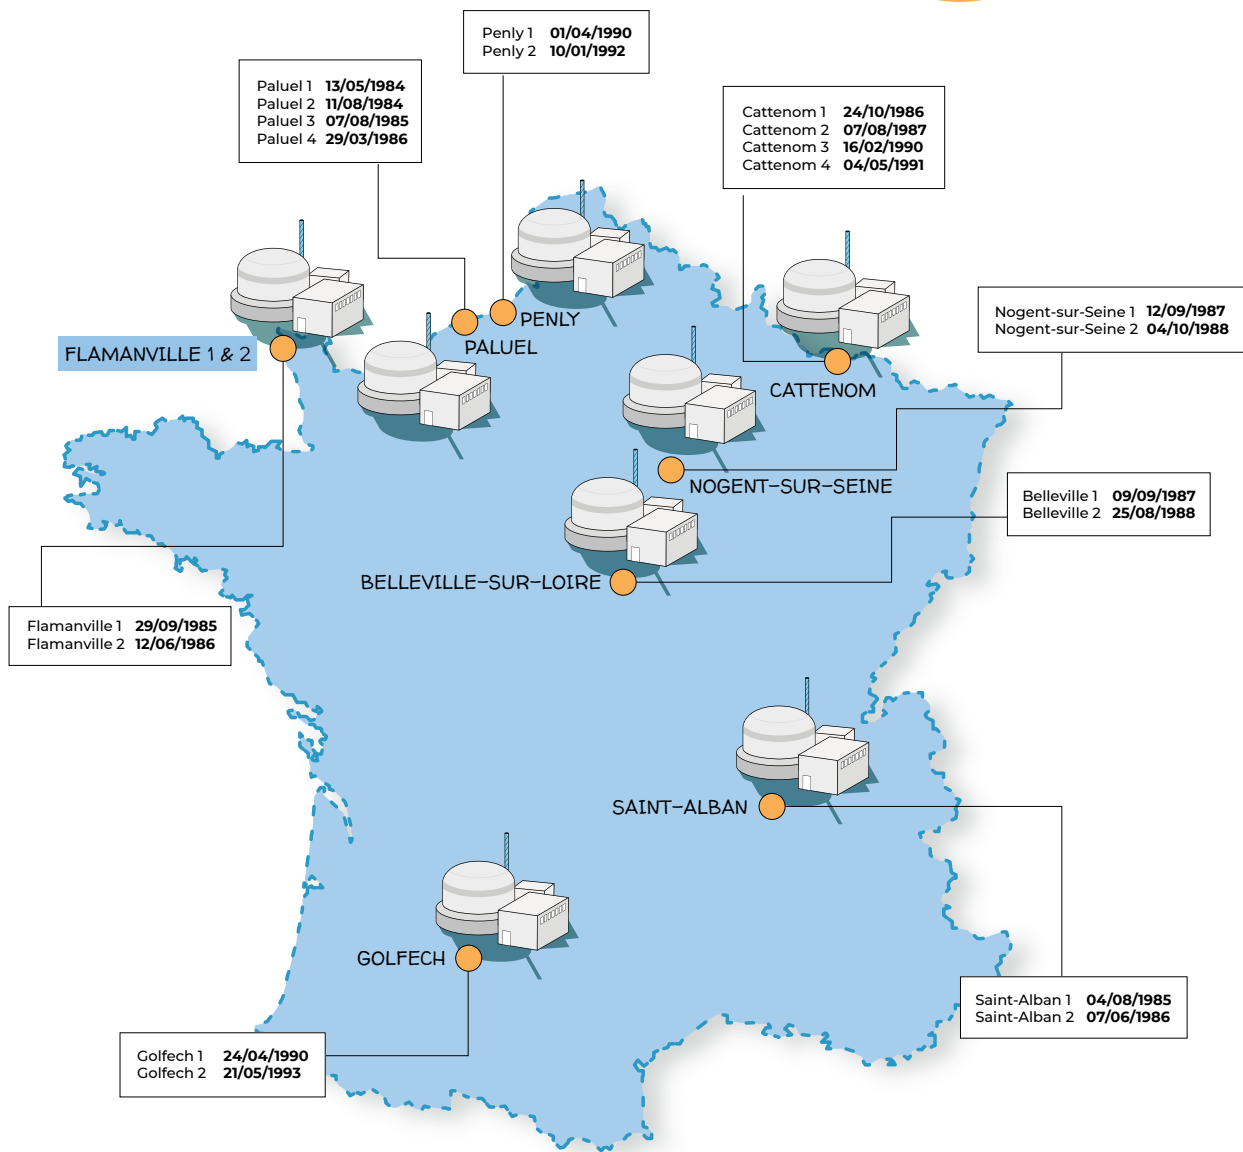 Penly 1 01/04/1990
Penly 2 10/01/1992
Paluel 1 13/05/1984
Paluel 2 11/08/1984
Paluel 3 07/08/1985
Paluel 4 29/03/1986
Cattenom 1 24/10/1986
Cattenom 2 07/08/1987
Cattenom 3 16/02/1990
Cattenom 4 04/05/1991
Nogent-sur-Seine 1 12/09/1987
Nogent-sur-Seine 2 04/10/1988
PENLY
PALUEL
FLAMANVILLE 1 & 2
CATTENOM
NOGENT-SUR-SEINE
Belleville 1 09/09/1987
Belleville 2 25/08/1988
BELLEVILLE-SUR-LOIRE
Flamanville 1 29/09/1985
Flamanville 2 12/06/1986
SAINT-ALBAN
GOLFECH
Saint-Alban 1 04/08/1985
Saint-Alban 2 07/06/1986
Golfech 1 24/04/1990
Golfech 2 21/05/1993